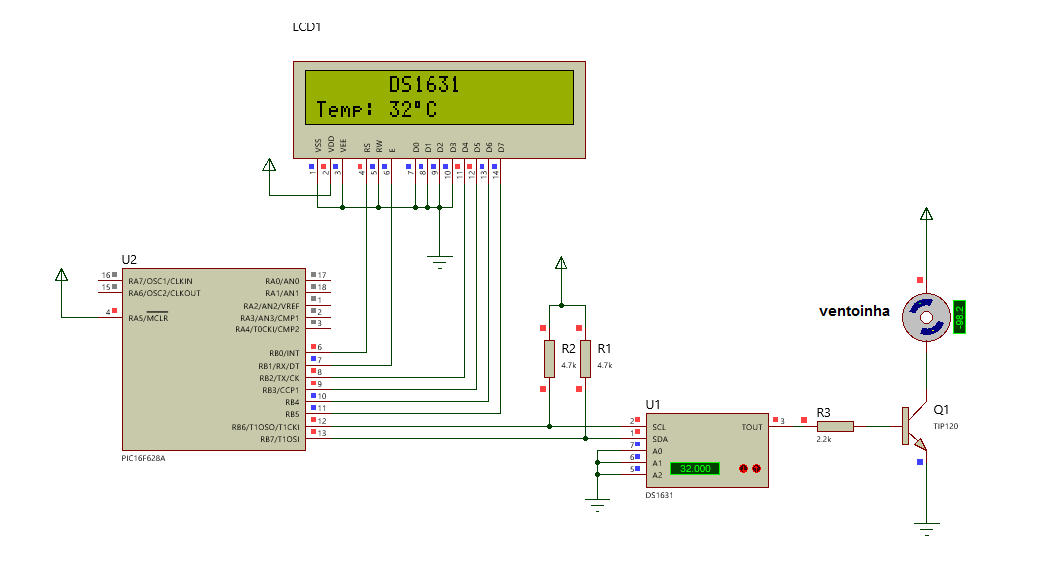 LCD1
DS1631
Temp: 32°C
VSS
VDD
VEE
RS
RW
E
D0
D1
D2
D3
D4
D5
D6
D7
1
2
3
4
5
6
7
8
9
10
11
12
13
14
U2
16
RA7/OSC1/CLKIN
15
RA6/OSC2/CLKOUT
4
RA5/MCLR
RA0/AN0
17
RA1/AN1
18
RA2/AN2/VREF
1
RA3/AN3/CMP1
2
RA4/T0CKI/CMP2
3
RB0/INT
6
RB1/RX/DT
7
RB2/TX/CK
8
RB3/CCP1
9
RB4
10
RB5
11
RB6/T1OSO/T1CKI
12
RB7/T1OSI
13
PIC16F628A
R2
4.7k
R1
4.7k
U1
2
SCL
1
SDA
7
A0
6
A1
5
A2
TOUT
3
32.000
DS1631
R3
2.2k
ventoinha
-98.2
Q1
TIP120